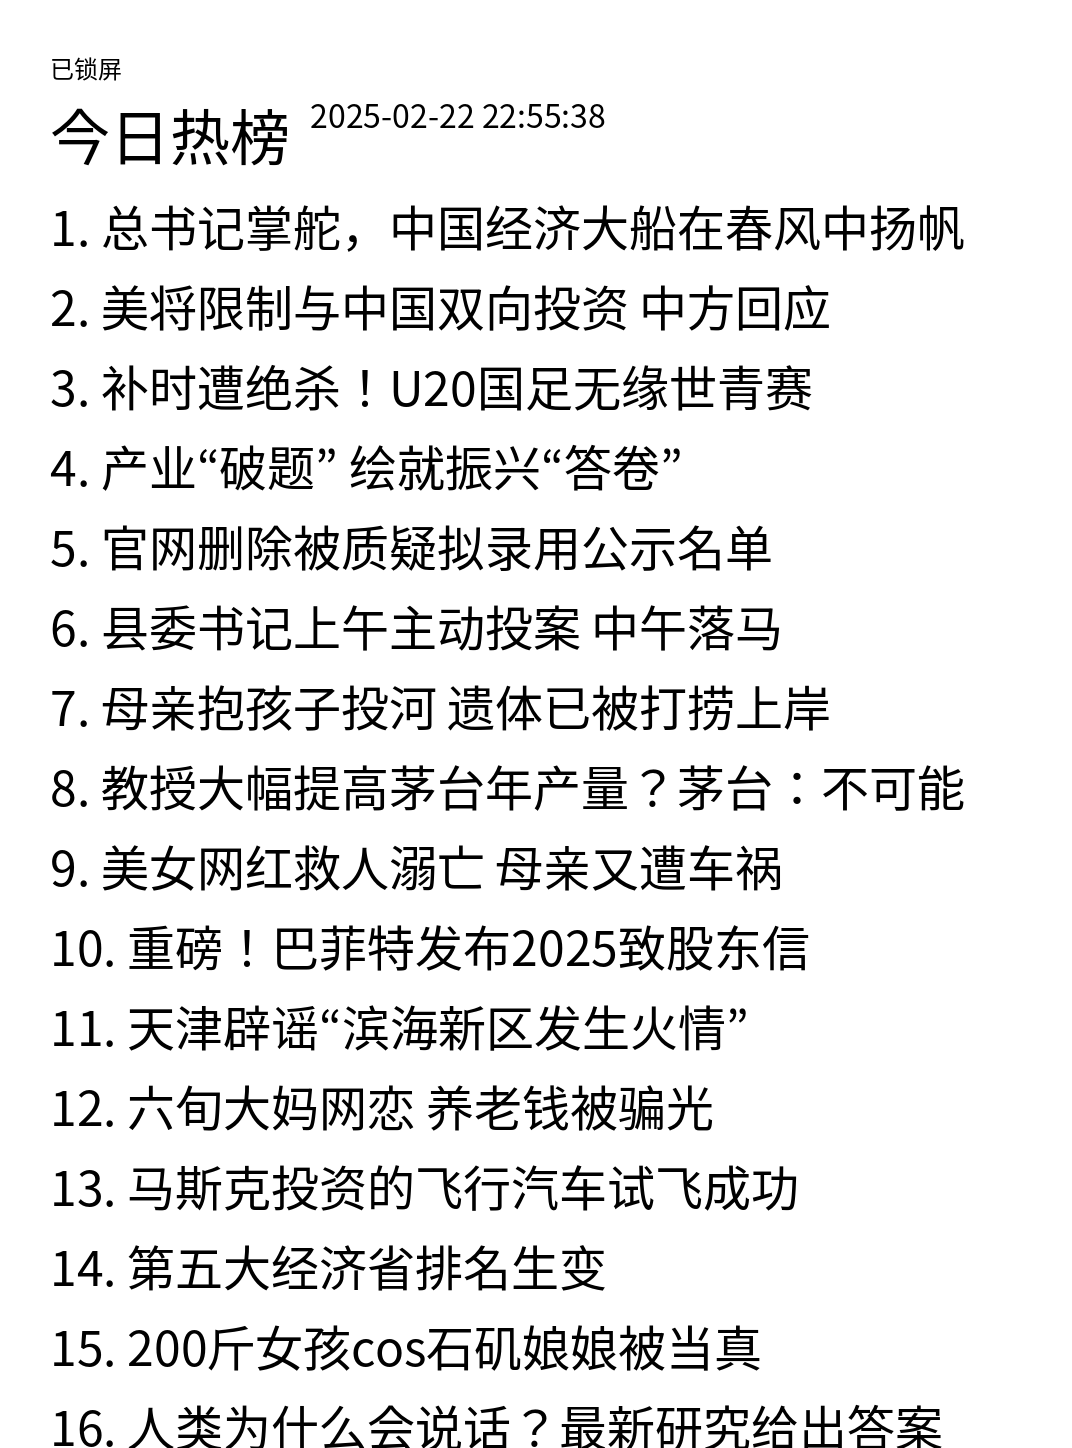 已锁屏
今日热榜 2025-02-22 22:55:38
1. 总书记掌舵，中国经济大船在春风中扬帆
2. 美将限制与中国双向投资 中方回应
3. 补时遭绝杀！U20国足无缘世青赛
4. 产业“破题” 绘就振兴“答卷”
5. 官网删除被质疑拟录用公示名单
6. 县委书记上午主动投案 中午落马
7. 母亲抱孩子投河 遗体已被打捞上岸
8. 教授大幅提高茅台年产量？茅台：不可能
9. 美女网红救人溺亡 母亲又遭车祸
10. 重磅！巴菲特发布2025致股东信
11. 天津辟谣“滨海新区发生火情”
12. 六旬大妈网恋 养老钱被骗光
13. 马斯克投资的飞行汽车试飞成功
14. 第五大经济省排名生变
15. 200斤女孩cos石矶娘娘被当真
16. 人类为什么会说话？最新研究给出答案